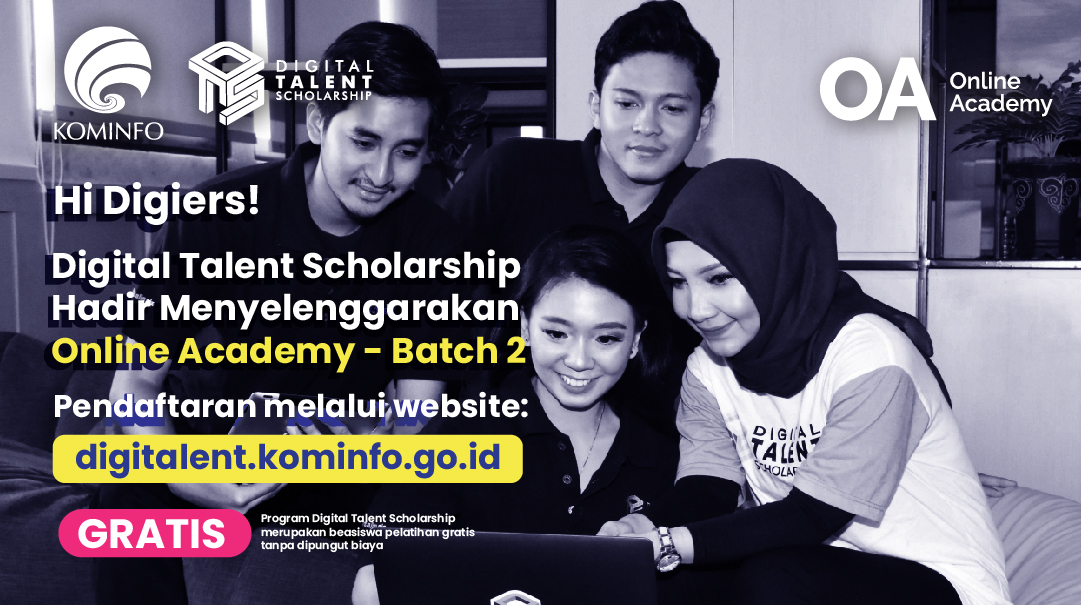 KOMINFO
DIGITAL
TALENT
SCHOLARSHIP
OA
Online
Academy
Hi Digiers!
Digital Talent Scholarship
Hadir Menyelenggarakan
Online Academy - Batch 2
Pendaftaran melalui website:
digitalent.kominfo.go.id
GRATIS
Program Digital Talent Scholarship
merupakan beasiswa pelatihan gratis
tanpa dipungut biaya
DIGITAL
TALENT